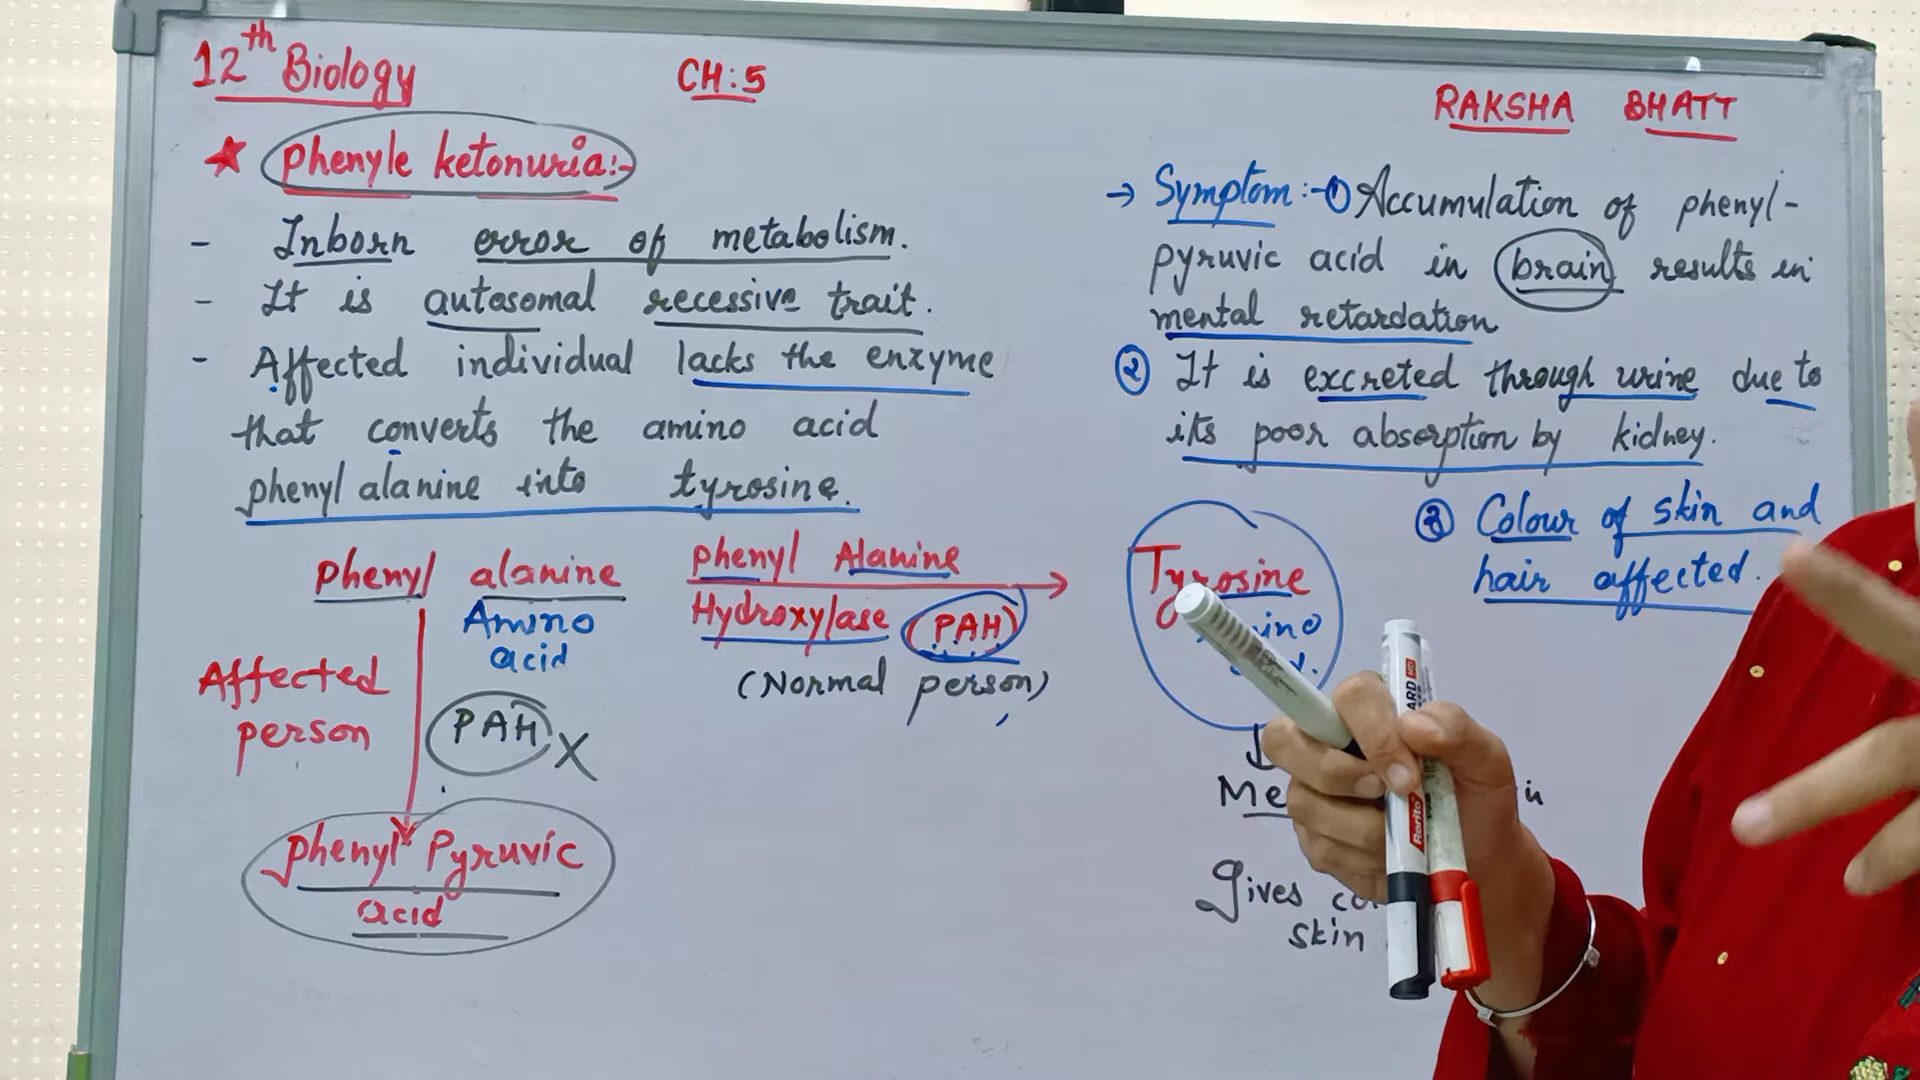 12th Biology
CH:5
RAKSHA BHATT
★ Phenyle ketonuria:-
- Inborn error of metabolism.
- It is autosomal recessive trait.
- Affected individual lacks the enzyme
that converts the amino acid
phenyl alanine into tyrosine.
Phenyl alanine
Amino
acid
phenyl Alanine
Hydroxylase (PAH)
(Normal person)
Affected
person
PAH X
phenyl Pyruvic
acid
→ Symptom:-① Accumulation of phenyl-
pyruvic acid in brain results in
mental retardation
② It is excreted through urine due to
its poor absorption by kidney.
③ Colour of skin and
hair affected.
Tyrosine
Gives
skin
Rorito